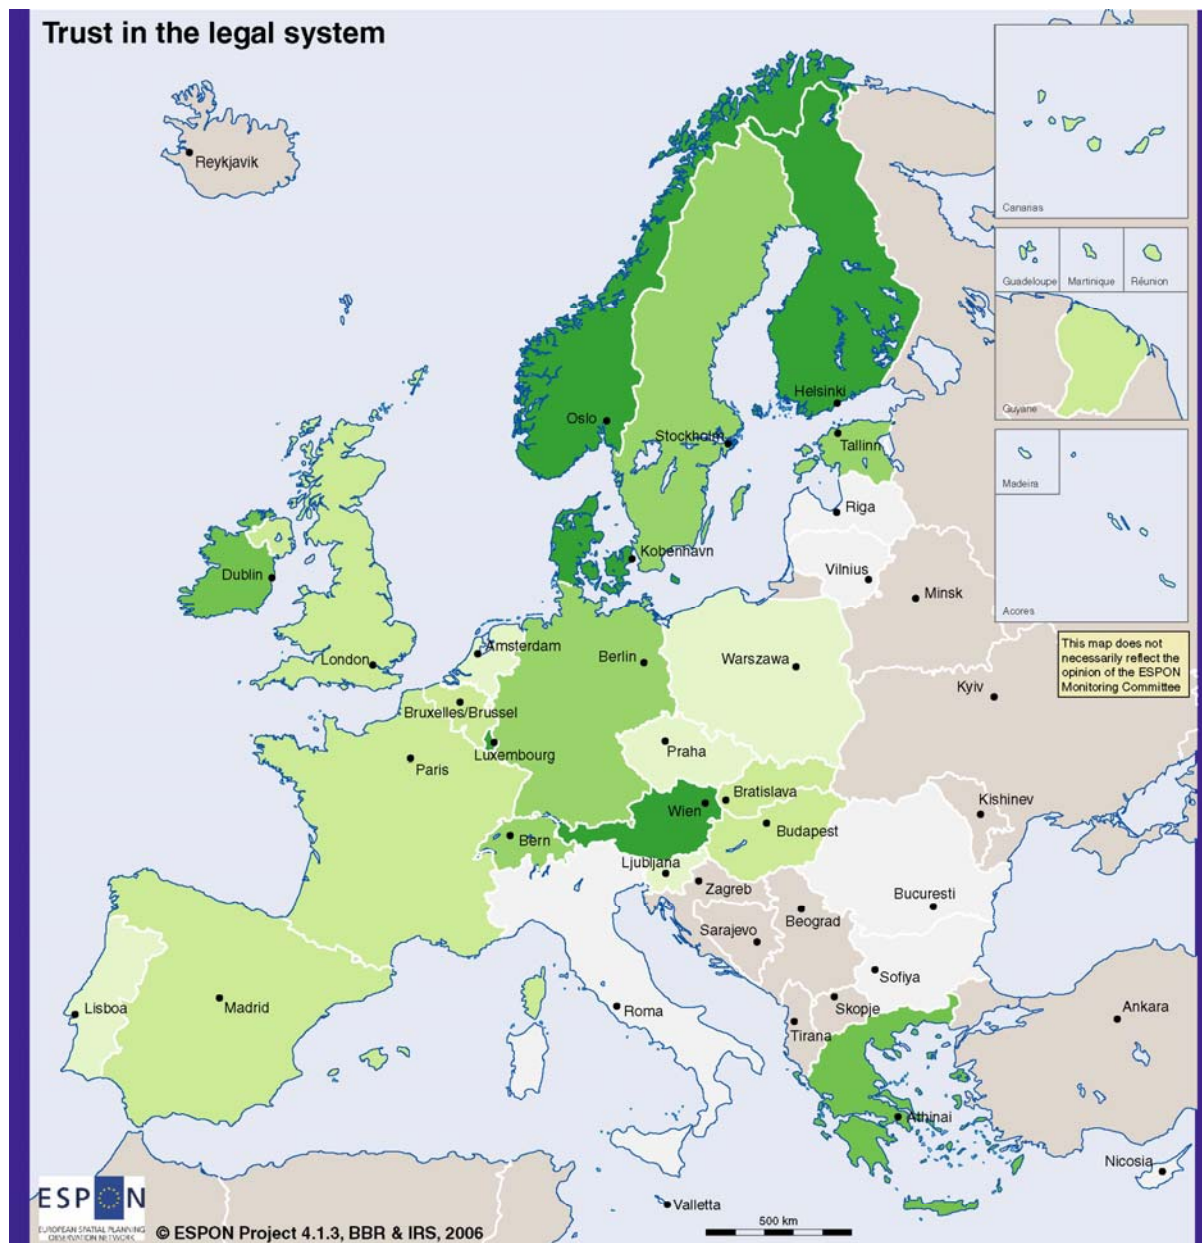 Trust in the legal system
Reykjavik
Cananas
Guadeloupe
Martinique
Réunion
Guyane
Helsinki
Oslo
Stockholm
Tallinn
Madeira
Riga
Kobenhavn
Dublin
Vilnius
Minsk
Acores
This map does not
necessarily reflect the
opinion of the ESPON
Monitoring Committee
Amsterdam
London
Berlin
Warszawa
Kyiv
Bruxelles/Brussel
Luxembourg
Praha
Paris
Bratislava
Kishinev
Wien
Bern
Budapest
Ljubljana
Zagreb
Bucuresti
Beograd
Sarajevo
Sofiya
Lisboa
Madrid
Roma
Skopje
Ankara
Tirana
Athinai
Nicosia
Valletta
ESPON
EUROPEAN SPATIAL PLANNING
OBSERVATION NETWORK
© ESPON Project 4.1.3, BBR & IRS, 2006
500 km